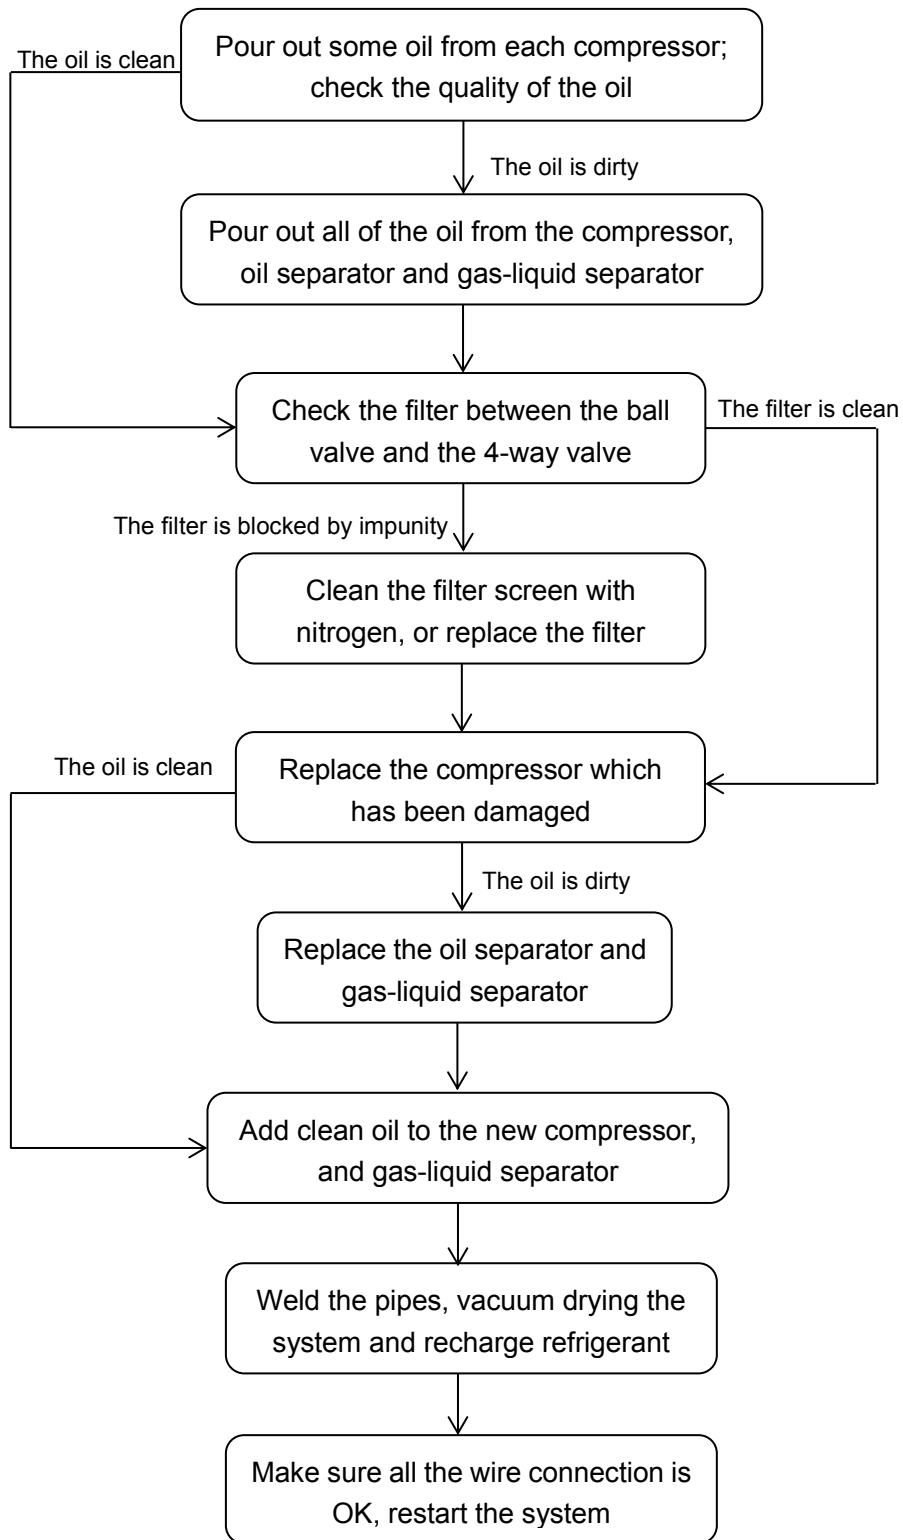 The oil is clean
Pour out some oil from each compressor;
check the quality of the oil
The oil is dirty
Pour out all of the oil from the compressor,
oil separator and gas-liquid separator
Check the filter between the ball
valve and the 4-way valve
The filter is clean
The filter is blocked by impunity
Clean the filter screen with
nitrogen, or replace the filter
The oil is clean
Replace the compressor which
has been damaged
The oil is dirty
Replace the oil separator and
gas-liquid separator
Add clean oil to the new compressor,
and gas-liquid separator
Weld the pipes, vacuum drying the
system and recharge refrigerant
Make sure all the wire connection is
OK, restart the system